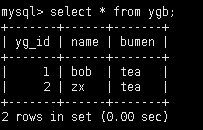 mysql> select * from ygb;
+-------+------+-------+
| yg_id | name | bumen |
+-------+------+-------+
|     1 | bob  | tea   |
|     2 | zx   | tea   |
+-------+------+-------+
2 rows in set (0.00 sec)